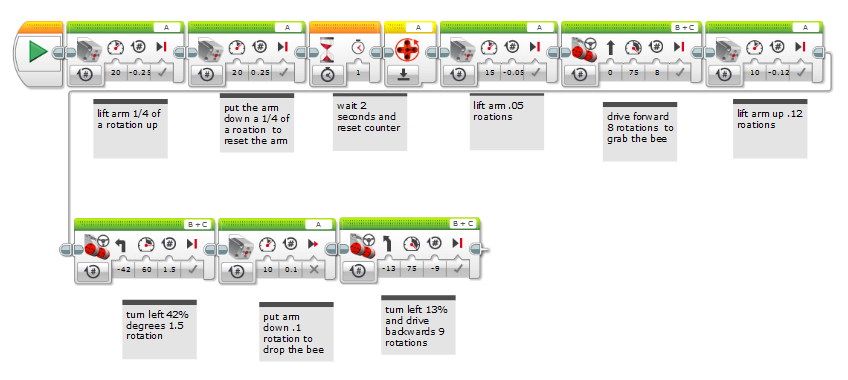 A
A
A
A
B + C
A
#
20
-0.25
#
20
0.25
1
#
15
-0.05
#
0
75
8
#
10
-0.12
lift arm 1/4 of
a rotation up
put the arm
down a 1/4 of
a roation to
reset the arm
wait 2
seconds and
reset counter
lift arm .05
roations
drive forward
8 rotations to
grab the bee
lift arm up .12
roations
B + C
A
B + C
#
-42
60
1.5
#
10
0.1
#
-13
75
-9
turn left 42%
degrees 1.5
rotation
put arm
down .1
rotation to
drop the bee
turn left 13%
and drive
backwards 9
rotations